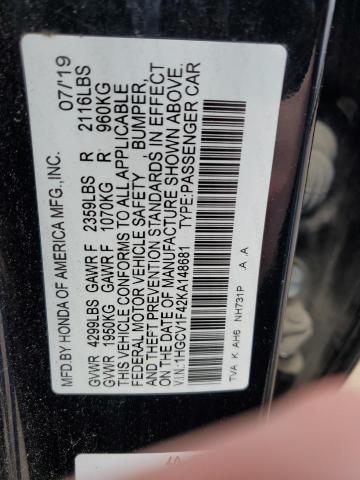 MFD.BY HONDA OF AMERICA MFG.,INC. 07/19
GVWR 4299LBS GAWR F 2359LBS R 2116LBS
GVWR 1950KG GAWR F 1070KG R 960KG
THIS VEHICLE CONFORMS TO ALL APPLICABLE
FEDERAL MOTOR VEHICLE SAFETY BUMPER,
AND THEFT PREVENTION STANDARDS IN EFFECT
ON THE DATE OF MANUFACTURE SHOWN ABOVE.
V.I.N.:1HGCV1F42KA148681 TYPE:PASSENGER CAR
TVA K AH6 NH731P A A